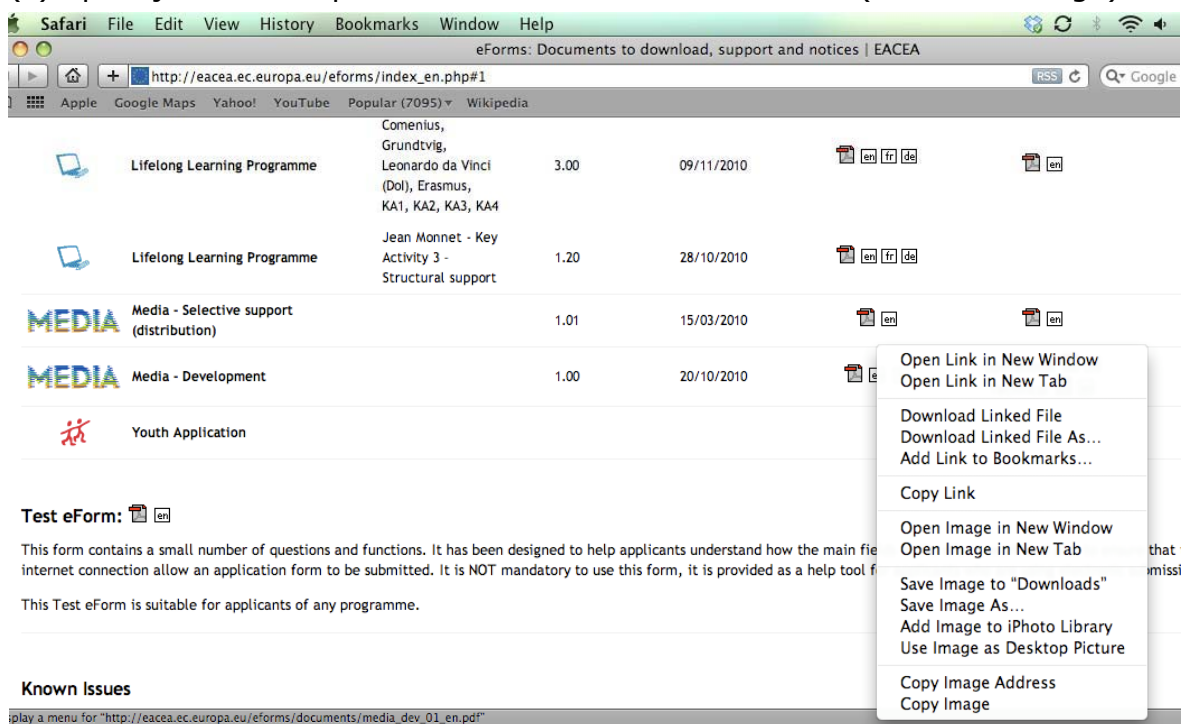 Safari File Edit View History Bookmarks Window Help
eForms: Documents to download, support and notices | EACEA
http://eacea.ec.europa.eu/eforms/index_en.php#1 RSS Google
Apple Google Maps Yahoo! YouTube Popular (7095) Wikipedia
Comenius,
Grundtvig,
Lifelong Learning Programme Leonardo da Vinci 3.00 09/11/2010 en fr de en
(DoI), Erasmus,
KA1, KA2, KA3, KA4
Jean Monnet - Key
Lifelong Learning Programme Activity 3 - 1.20 28/10/2010 en fr de
Structural support
MEDIA Media - Selective support
(distribution) 1.01 15/03/2010 en en
MEDIA Media - Development 1.00 20/10/2010
Youth Application
Open Link in New Window
Open Link in New Tab
Download Linked File
Download Linked File As...
Add Link to Bookmarks...
Copy Link
Open Image in New Window
Open Image in New Tab
Save Image to "Downloads"
Save Image As...
Add Image to iPhoto Library
Use Image as Desktop Picture
Copy Image Address
Copy Image
Test eForm: en
This form contains a small number of questions and functions. It has been designed to help applicants understand how the main fie that
internet connection allow an application form to be submitted. It is NOT mandatory to use this form, it is provided as a help tool
This Test eForm is suitable for applicants of any programme.
Known Issues
splay a menu for "http://eacea.ec.europa.eu/eforms/documents/media_dev_01_en.pdf"